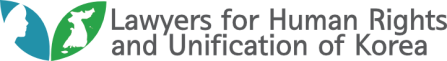 Lawyers for Human Rights
and Unification of Korea